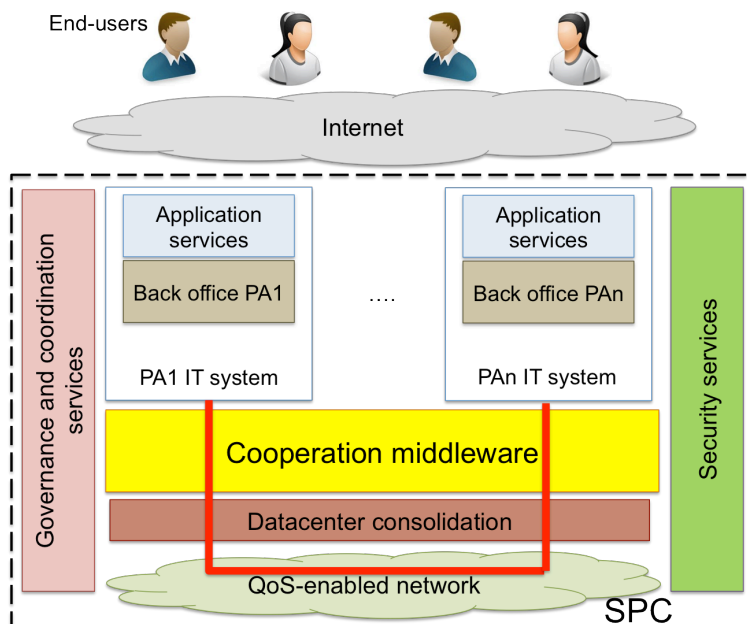 End-users
Internet
Governance and coordination
services
Application
services
Back office PA1
PA1 IT system
....
Application
services
Back office PAn
PAn IT system
Security services
Cooperation middleware
Datacenter consolidation
QoS-enabled network
SPC